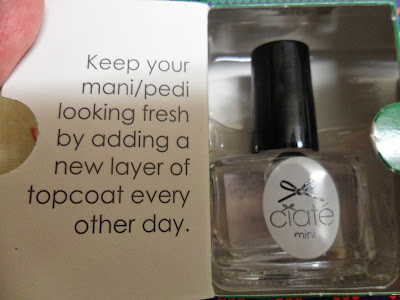 Keep your
mani/pedi
looking fresh
by adding a
new layer of
topcoat every
other day.
ciaté
mini